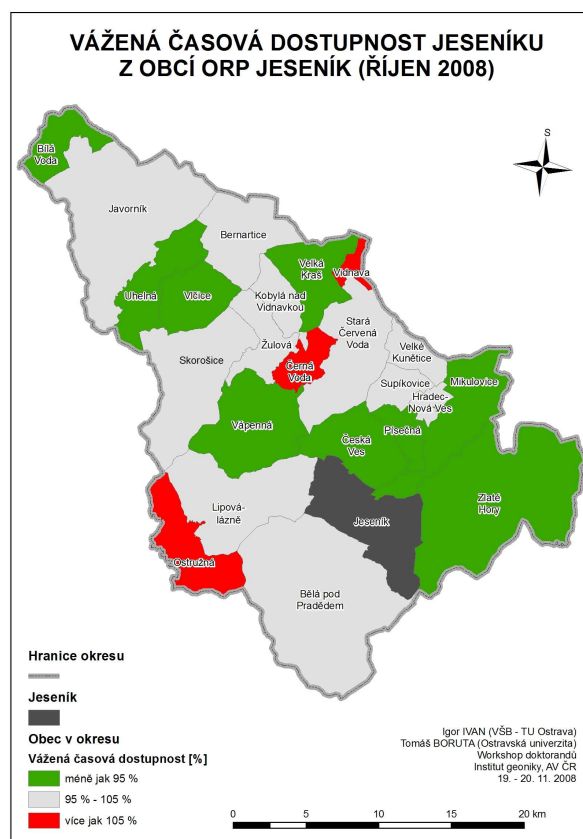 VÁŽENÁ ČASOVÁ DOSTUPNOST JESENÍKU
Z OBCÍ ORP JESENÍK (ŘÍJEN 2008)
S
Bílá
Voda
Javorník
Bernartice
Velká
Kraš
Vidnava
Uhelná
Vlčice
Kobylá nad
Vidnavkou
Stará
Červená
Voda
Žulová
Velké
Kunětice
Skorošice
Černá
Voda
Supíkovice
Mikulovice
Hradec-
Nová Ves
Vápenná
Česká
Ves
Písečná
Zlaté
Hory
Lipová-
lázně
Jeseník
Ostružná
Bělá pod
Pradědem
Hranice okresu
Jeseník
Obec v okresu
Vážená časová dostupnost [%]
méně jak 95 %
95 % - 105 %
více jak 105 %
Igor IVAN (VŠB - TU Ostrava)
Tomáš BORUTA (Ostravská univerzita)
Workshop doktorandů
Institut geoniky, AV ČR
19. - 20. 11. 2008
0 5 10 15 20 km